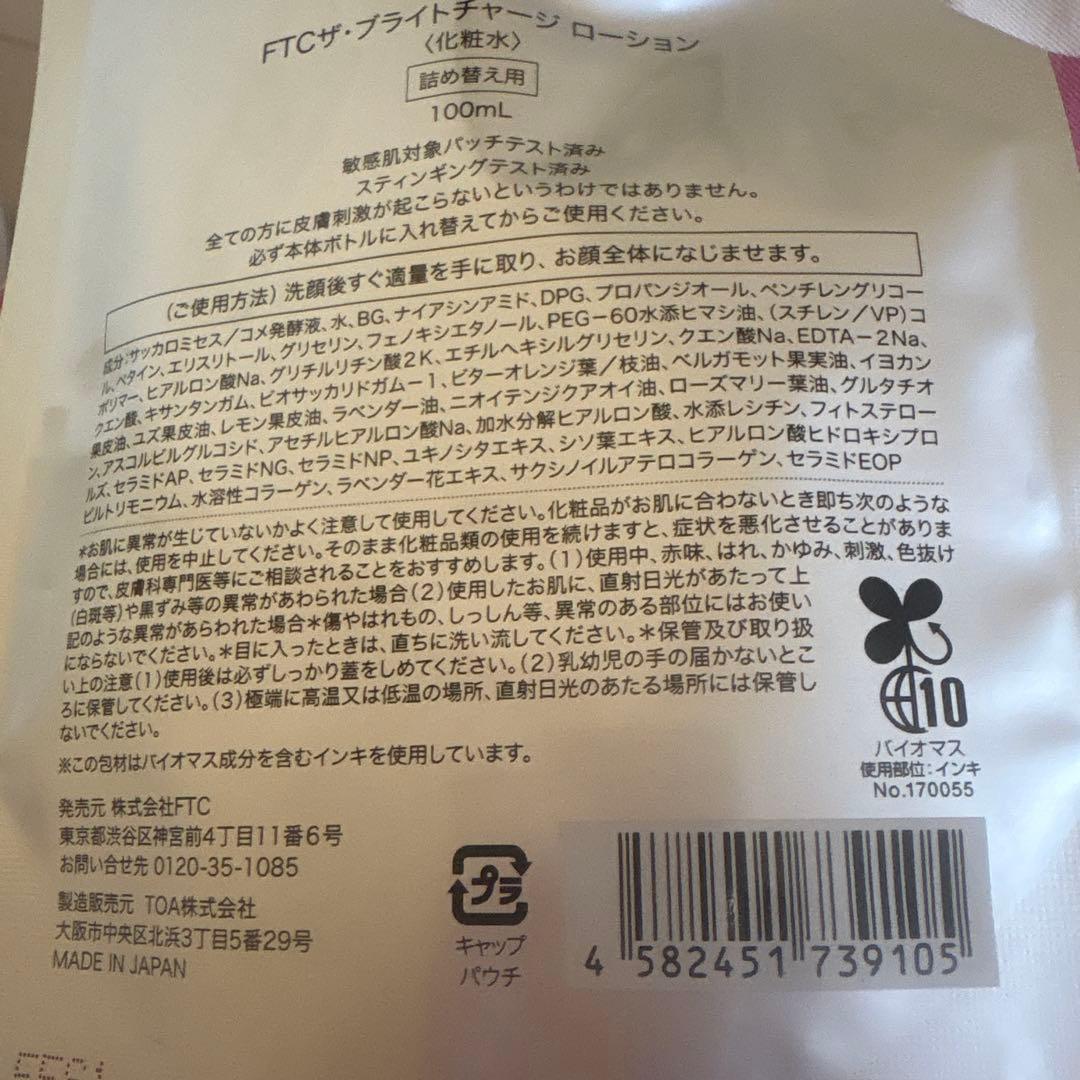 FTCザ・ブライトチャージ ローション
〈化粧水〉
詰め替え用
100mL
敏感肌対象パッチテスト済み
スティンギングテスト済み
全ての方に皮膚刺激が起こらないというわけではありません。
必ず本体ボトルに入れ替えてからご使用ください。
(ご使用方法) 洗顔後すぐ適量を手に取り、お顔全体になじませます。
成分:サッカロミセス/コメ発酵液、水、BG、ナイアシンアミド、DPG、プロパンジオール、ペンチレングリコー
ル、ベタイン、エリスリトール、グリセリン、フェノキシエタノール、PEG-60水添ヒマシ油、(スチレン/VP)コ
ポリマー、ヒアルロン酸Na、グリチルリチン酸2K、エチルヘキシルグリセリン、クエン酸Na、EDTA-2Na、
クエン酸、キサンタンガム、ビオサッカリドガム-1、ビターオレンジ葉/枝油、ベルガモット果実油、イヨカン
果皮油、ユズ果皮油、レモン果皮油、ラベンダー油、ニオイテンジクアオイ油、ローズマリー葉油、グルタチオ
ン、アスコルビルグルコシド、アセチルヒアルロン酸Na、加水分解ヒアルロン酸、水添レシチン、フィトステロー
ルズ、セラミドAP、セラミドNG、セラミドNP、ユキノシタエキス、シソ葉エキス、ヒアルロン酸ヒドロキシプロ
ピルトリモニウム、水溶性コラーゲン、ラベンダー花エキス、サクシノイルアテロコラーゲン、セラミドEOP
*お肌に異常が生じていないかよく注意して使用してください。化粧品がお肌に合わないとき即ち次のような
場合には、使用を中止してください。そのまま化粧品類の使用を続けますと、症状を悪化させることがありま
すので、皮膚科専門医等にご相談されることをおすすめします。(1)使用中、赤味、はれ、かゆみ、刺激、色抜け
(白斑等)や黒ずみ等の異常があわられた場合(2)使用したお肌に、直射日光があたって上
記のような異常があらわれた場合*傷やはれもの、しっしん等、異常のある部位にはお使い
にならないでください。*目に入ったときは、直ちに洗い流してください。*保管及び取り扱
い上の注意(1)使用後は必ずしっかり蓋をしめてください。(2)乳幼児の手の届かないとこ
ろに保管してください。(3)極端に高温又は低温の場所、直射日光のあたる場所には保管し
ないでください。
※この包材はバイオマス成分を含むインキを使用しています。
10
バイオマス
使用部位:インキ
No.170055
発売元 株式会社FTC
東京都渋谷区神宮前4丁目11番6号
お問い合せ先 0120-35-1085
製造販売元 TOA株式会社
大阪市中央区北浜3丁目5番29号
MADE IN JAPAN
プラ
キャップ
パウチ
4 582451 739105